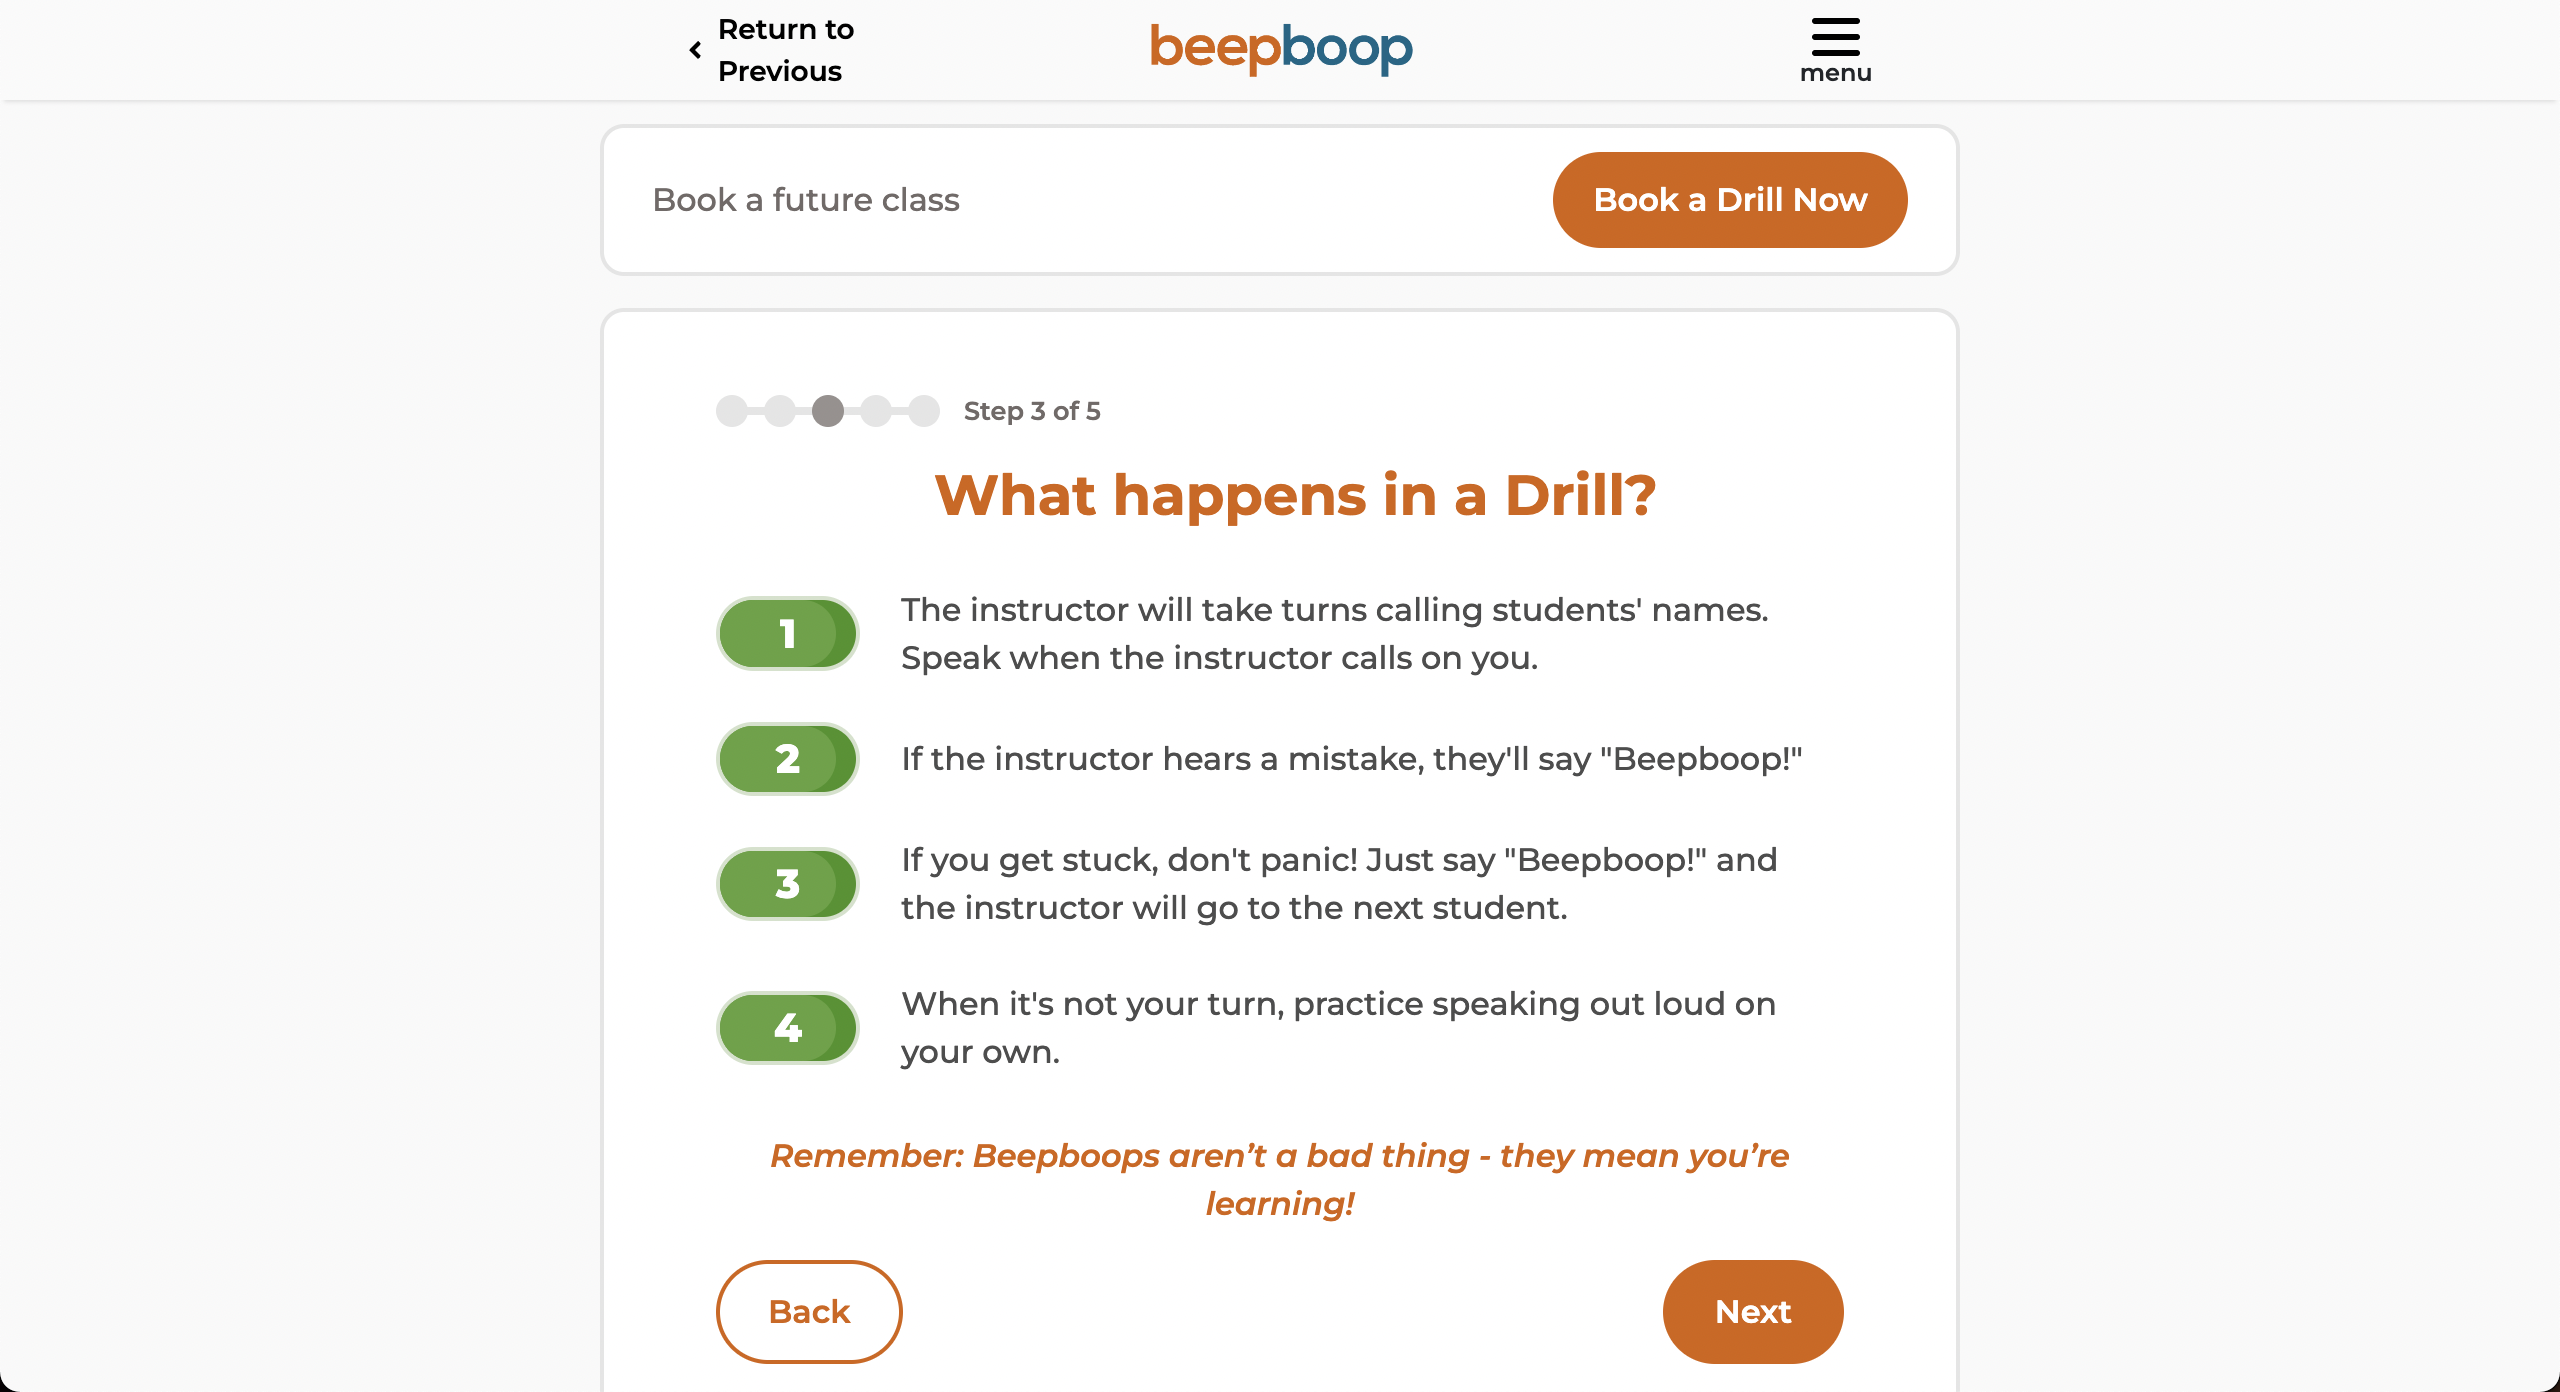 Return to
Previous
beepboop
menu
Book a future class
Book a Drill Now
Step 3 of 5
What happens in a Drill?
1
The instructor will take turns calling students' names.
Speak when the instructor calls on you.
2
If the instructor hears a mistake, they'll say "Beepboop!"
3
If you get stuck, don't panic! Just say "Beepboop!" and
the instructor will go to the next student.
4
When it's not your turn, practice speaking out loud on
your own.
Remember: Beepboops aren’t a bad thing - they mean you’re
learning!
Back
Next